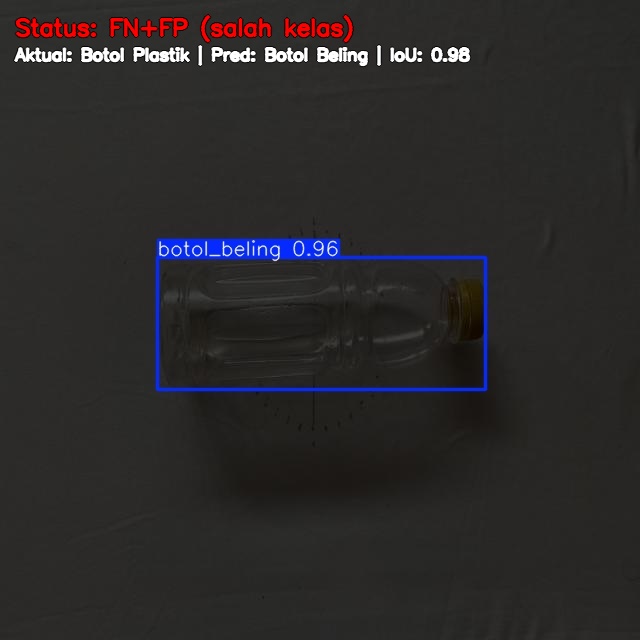 Status: FN+FP (salah kelas)
Aktual: Botol Plastik | Pred: Botol Beling | IoU: 0.98
botol_beling 0.96